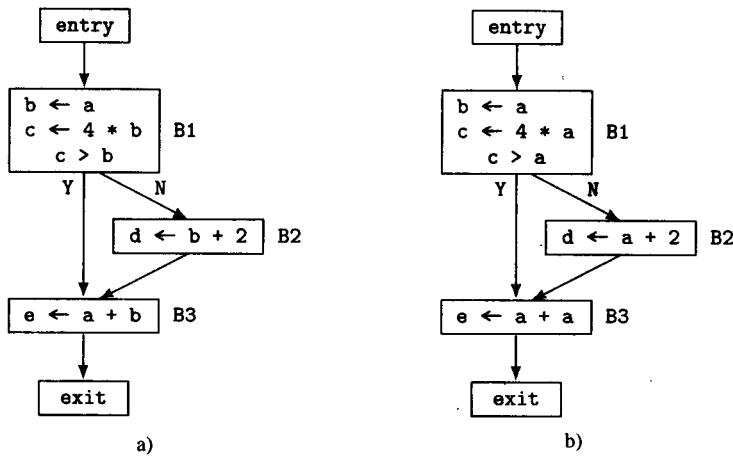 entry
b ← a
c ← 4 * b
c > b
B1
Y
N
d ← b + 2
B2
e ← a + b
B3
exit
a)
entry
b ← a
c ← 4 * a
c > a
B1
Y
N
d ← a + 2
B2
e ← a + a
B3
exit
b)